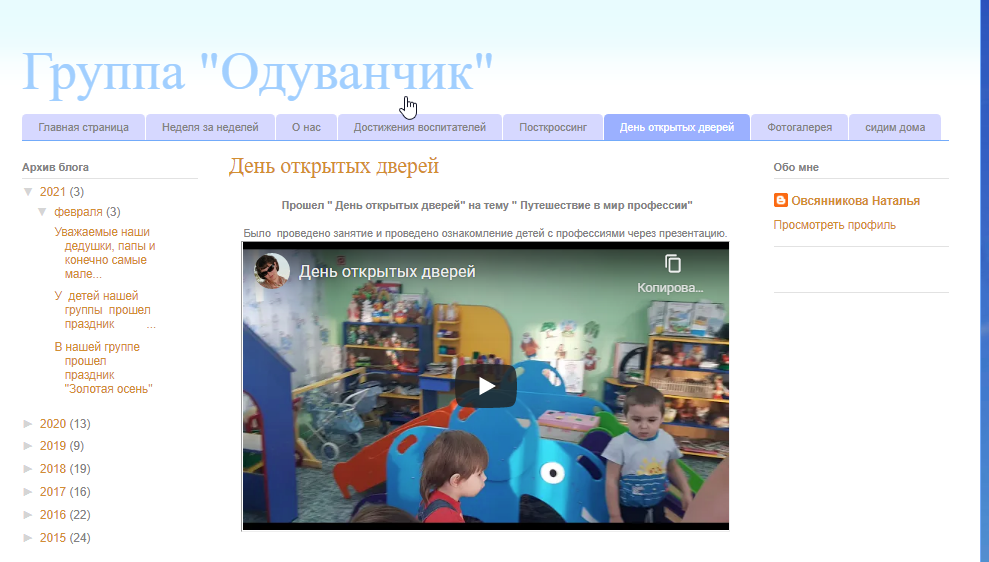 Группа "Одуванчик"
Главная страница
Неделя за неделей
О нас
Достижения воспитателей
Посткроссинг
День открытых дверей
Фотогалерея
сидим дома
Архив блога
▼ 2021 (3)
▼ февраля (3)
Уважаемые наши
дедушки, папы и
конечно самые
мале...
У детей нашей
группы прошел
праздник ...
В нашей группе
прошел
праздник
"Золотая осень"
► 2020 (13)
► 2019 (9)
► 2018 (19)
► 2017 (16)
► 2016 (22)
► 2015 (24)
День открытых дверей
Прошел " День открытых дверей" на тему " Путешествие в мир профессии"
Было проведено занятие и проведено ознакомление детей с профессиями через презентацию.
День открытых дверей
Копирова...
Обо мне
Овсянникова Наталья
Просмотреть профиль